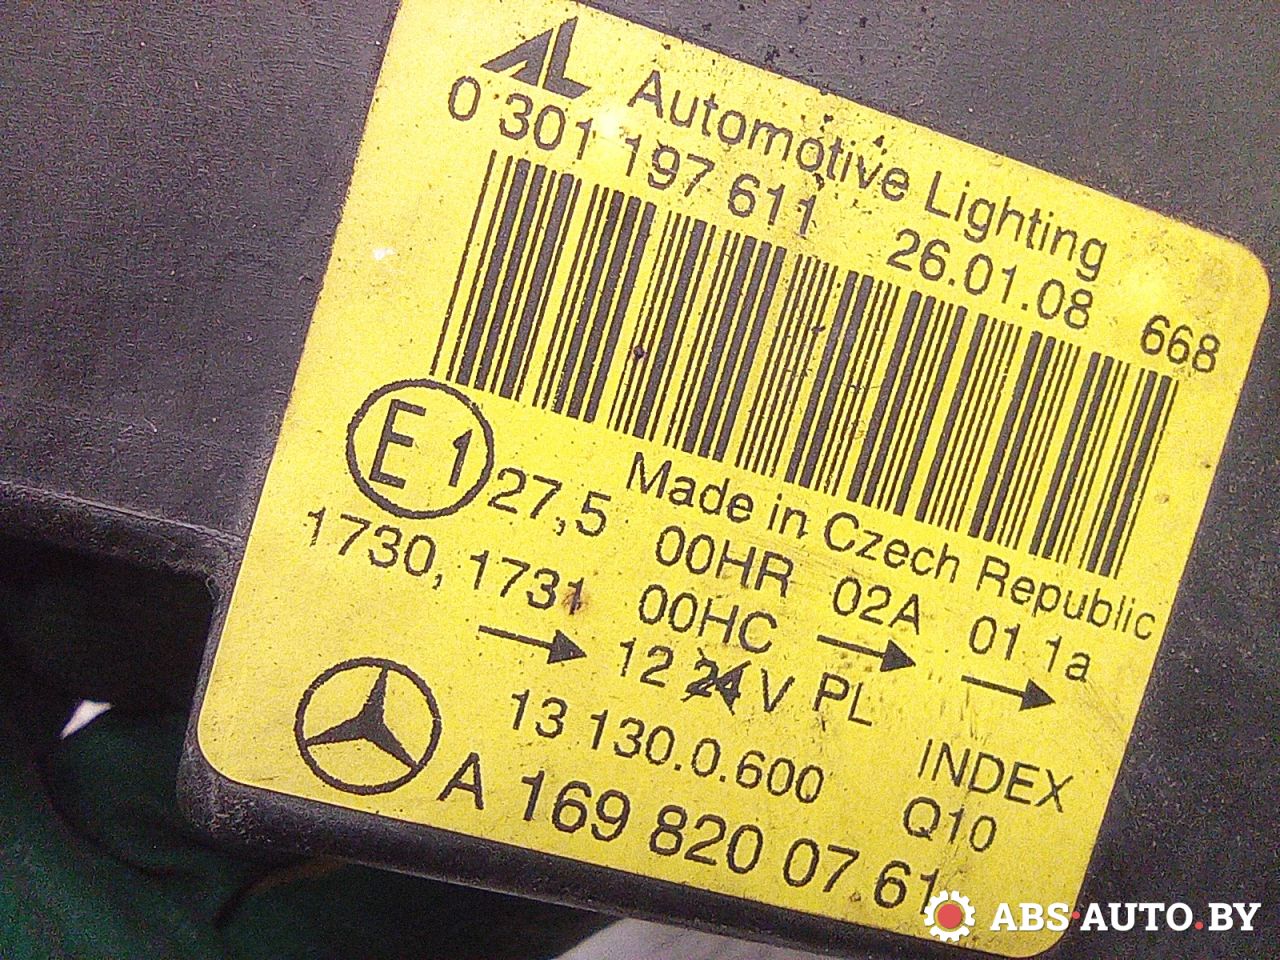 AL Automotive Lighting
0 301 197 611 26.01.08 668
Made in Czech Republic
E1 27,5 00HR 02A 01 1a
1730, 1731 00HC
12 24 V PL INDEX
13 130.0.600 Q10
A 169 820 07 61
ABS·AUTO.BY